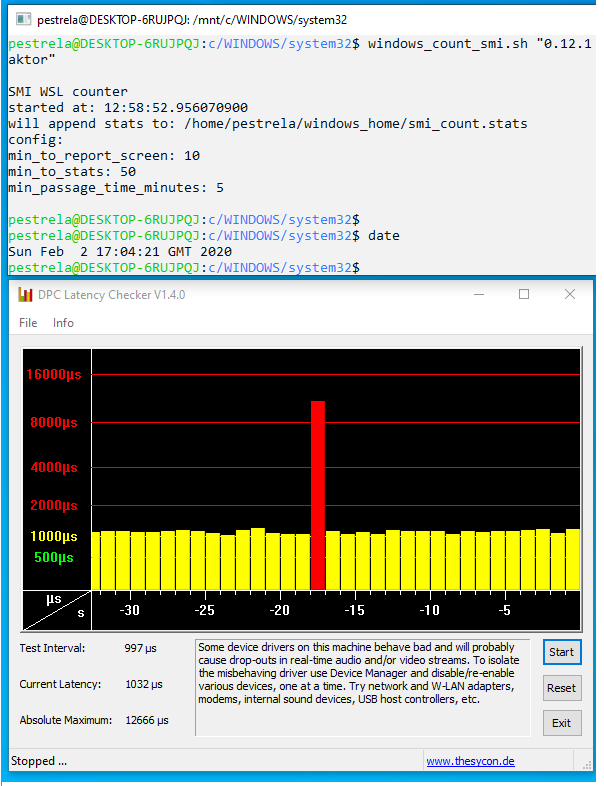 pestrela@DESKTOP-6RUJPQJ: /mnt/c/WINDOWS/system32
pestrela@DESKTOP-6RUJPQJ:c/WINDOWS/system32$ windows_count_smi.sh "0.12.1
aktor"
SMI WSL counter
started at: 12:58:52.956070900
will append stats to: /home/pestrela/windows_home/smi_count.stats
config:
min_to_report_screen: 10
min_to_stats: 50
min_passage_time_minutes: 5
pestrela@DESKTOP-6RUJPQJ:c/WINDOWS/system32$
pestrela@DESKTOP-6RUJPQJ:c/WINDOWS/system32$ date
Sun Feb  2 17:04:21 GMT 2020
pestrela@DESKTOP-6RUJPQJ:c/WINDOWS/system32$
DPC Latency Checker V1.4.0
File Info
16000µs
8000µs
4000µs
2000µs
1000µs
500µs
µs
s
-30 -25 -20 -15 -10 -5
Test Interval: 997 µs
Current Latency: 1032 µs
Absolute Maximum: 12666 µs
Some device drivers on this machine behave bad and will probably
cause drop-outs in real-time audio and/or video streams. To isolate
the misbehaving driver use Device Manager and disable/re-enable
various devices, one at a time. Try network and W-LAN adapters,
modems, internal sound devices, USB host controllers, etc.
Start
Reset
Exit
Stopped ...
www.thesycon.de